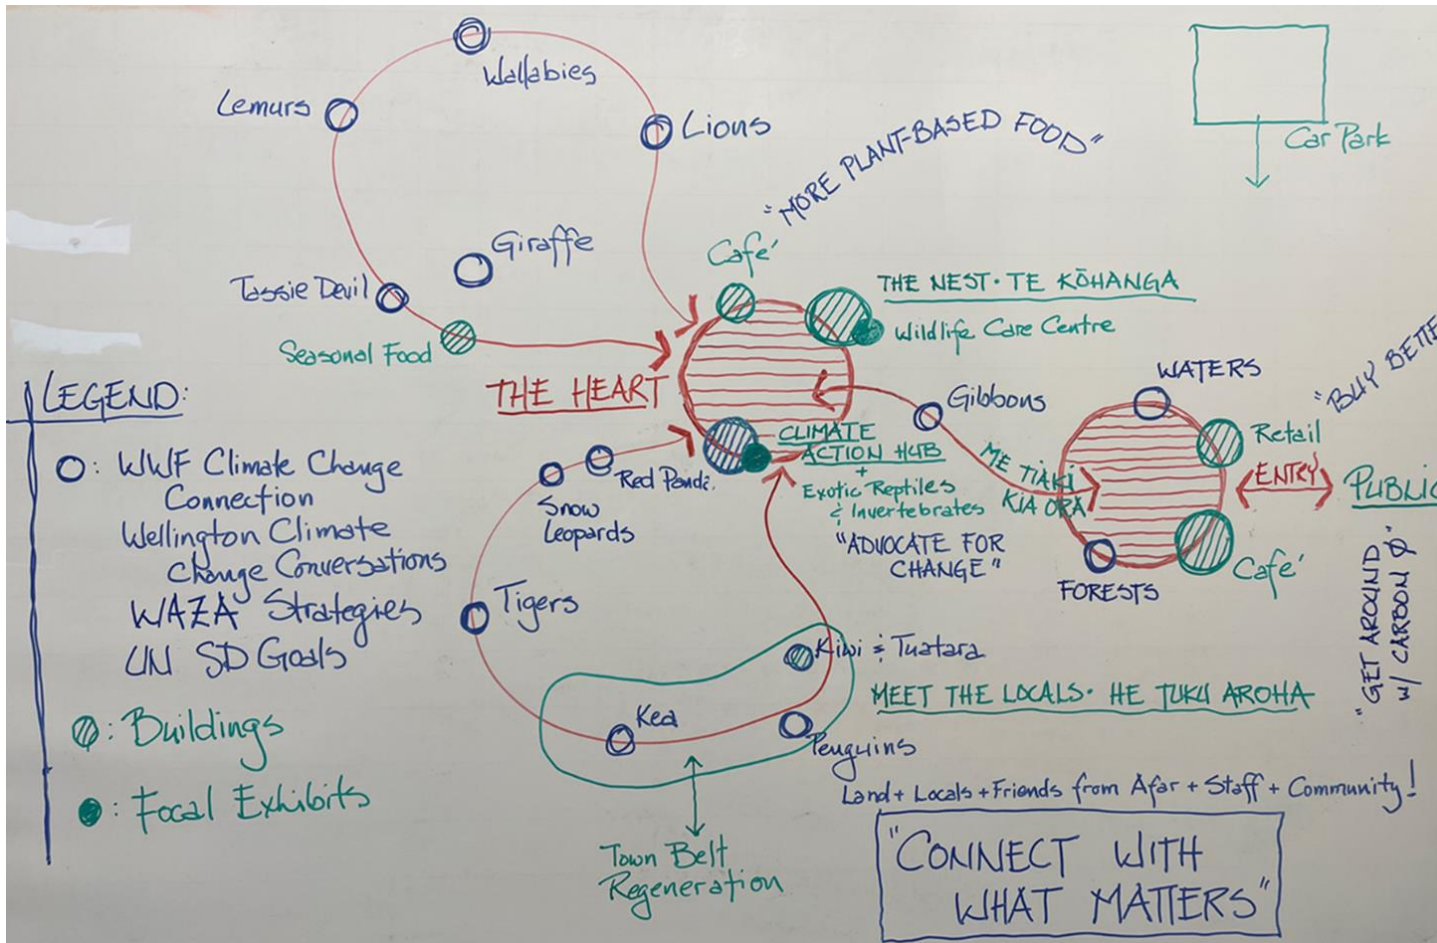 Wallabies
Lemurs
Lions
"MORE PLANT-BASED FOOD"
Car Park
Giraffe
Café
Tassie Devil
THE NEST · TE KŌHANGA
Wildlife Care Centre
Seasonal Food
THE HEART
WATERS
Gibbons
"BUY BETTE
Retail
ENTRY
PUBLIC
CLIMATE
ACTION HUB
+
Exotic Reptiles
& Invertebrates
"ADVOCATE FOR
CHANGE"
ME TIAKI
KIA ORA
FORESTS
Café
"GET AROUND
w/ CARBON Ø"
Red Panda
Snow
Leopards
Tigers
Kiwi & Tuatara
MEET THE LOCALS · HE TUKU AROHA
Kea
Penguins
Land + Locals + Friends from Afar + Staff + Community!
Town Belt
Regeneration
"CONNECT WITH
WHAT MATTERS"
LEGEND:
: WWF Climate Change
Connection
Wellington Climate
Change Conversations
WAZA Strategies
UN SD Goals
: Buildings
: Focal Exhibits